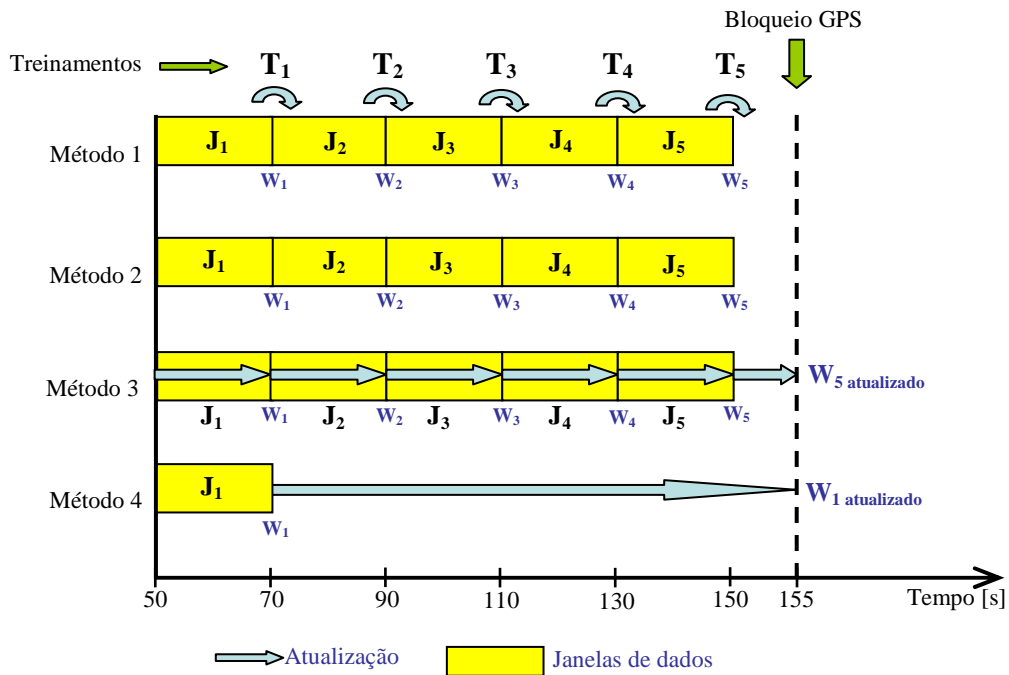 Bloqueio GPS
Treinamentos T₁ T₂ T₃ T₄ T₅
Método 1 J₁ J₂ J₃ J₄ J₅
W₁ W₂ W₃ W₄ W₅
Método 2 J₁ J₂ J₃ J₄ J₅
W₁ W₂ W₃ W₄ W₅
Método 3 W₅ atualizado
J₁ W₁ J₂ W₂ J₃ W₃ J₄ W₄ J₅ W₅
Método 4 J₁ W₁ atualizado
W₁
50 70 90 110 130 150 155 Tempo [s]
Atualização Janelas de dados